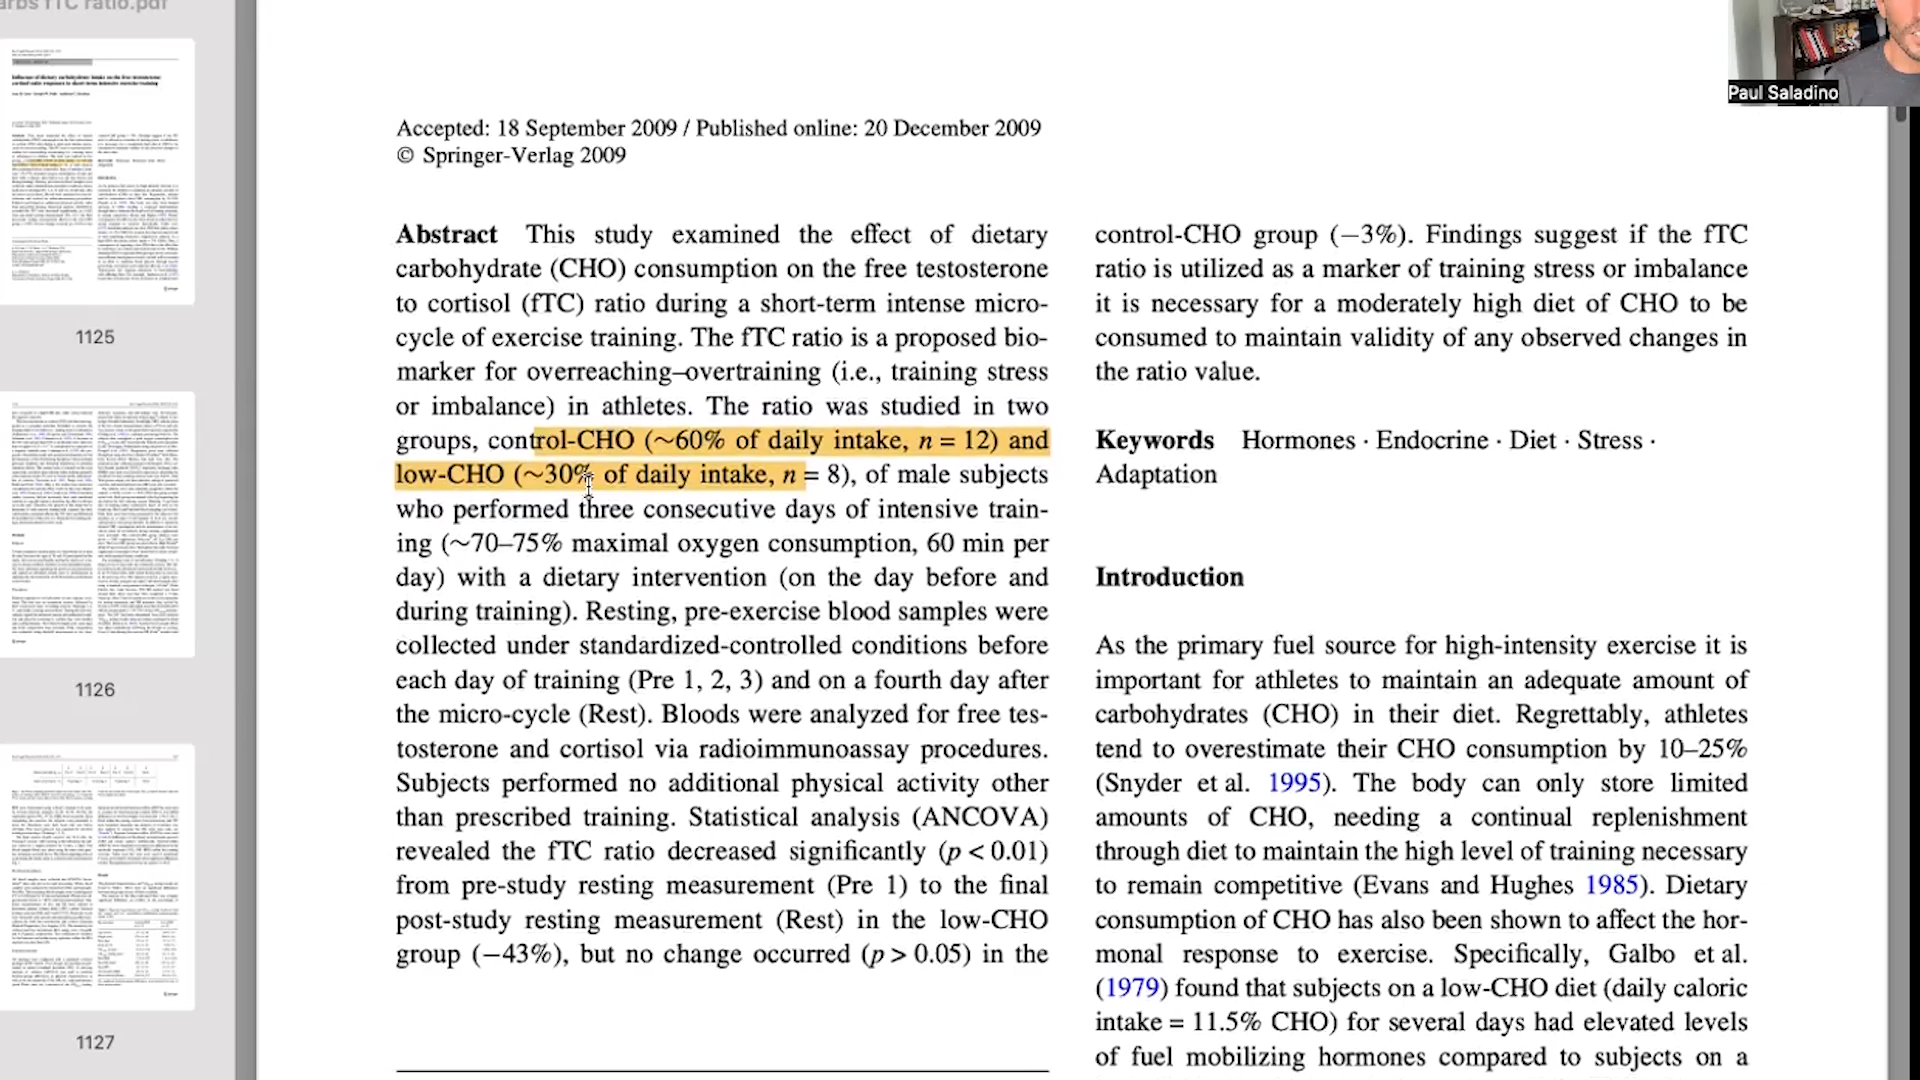 arbs fTC ratio.pdf
Paul Saladino
1125
1126
1127
Accepted: 18 September 2009 / Published online: 20 December 2009
© Springer-Verlag 2009
Abstract This study examined the effect of dietary
carbohydrate (CHO) consumption on the free testosterone
to cortisol (fTC) ratio during a short-term intense micro-
cycle of exercise training. The fTC ratio is a proposed bio-
marker for overreaching–overtraining (i.e., training stress
or imbalance) in athletes. The ratio was studied in two
groups, control-CHO (~60% of daily intake, n = 12) and
low-CHO (~30% of daily intake, n = 8), of male subjects
who performed three consecutive days of intensive train-
ing (~70–75% maximal oxygen consumption, 60 min per
day) with a dietary intervention (on the day before and
during training). Resting, pre-exercise blood samples were
collected under standardized-controlled conditions before
each day of training (Pre 1, 2, 3) and on a fourth day after
the micro-cycle (Rest). Bloods were analyzed for free tes-
tosterone and cortisol via radioimmunoassay procedures.
Subjects performed no additional physical activity other
than prescribed training. Statistical analysis (ANCOVA)
revealed the fTC ratio decreased significantly (p < 0.01)
from pre-study resting measurement (Pre 1) to the final
post-study resting measurement (Rest) in the low-CHO
group (−43%), but no change occurred (p > 0.05) in the
control-CHO group (−3%). Findings suggest if the fTC
ratio is utilized as a marker of training stress or imbalance
it is necessary for a moderately high diet of CHO to be
consumed to maintain validity of any observed changes in
the ratio value.
Keywords Hormones · Endocrine · Diet · Stress ·
Adaptation
Introduction
As the primary fuel source for high-intensity exercise it is
important for athletes to maintain an adequate amount of
carbohydrates (CHO) in their diet. Regrettably, athletes
tend to overestimate their CHO consumption by 10–25%
(Snyder et al. 1995). The body can only store limited
amounts of CHO, needing a continual replenishment
through diet to maintain the high level of training necessary
to remain competitive (Evans and Hughes 1985). Dietary
consumption of CHO has also been shown to affect the hor-
monal response to exercise. Specifically, Galbo et al.
(1979) found that subjects on a low-CHO diet (daily caloric
intake = 11.5% CHO) for several days had elevated levels
of fuel mobilizing hormones compared to subjects on a